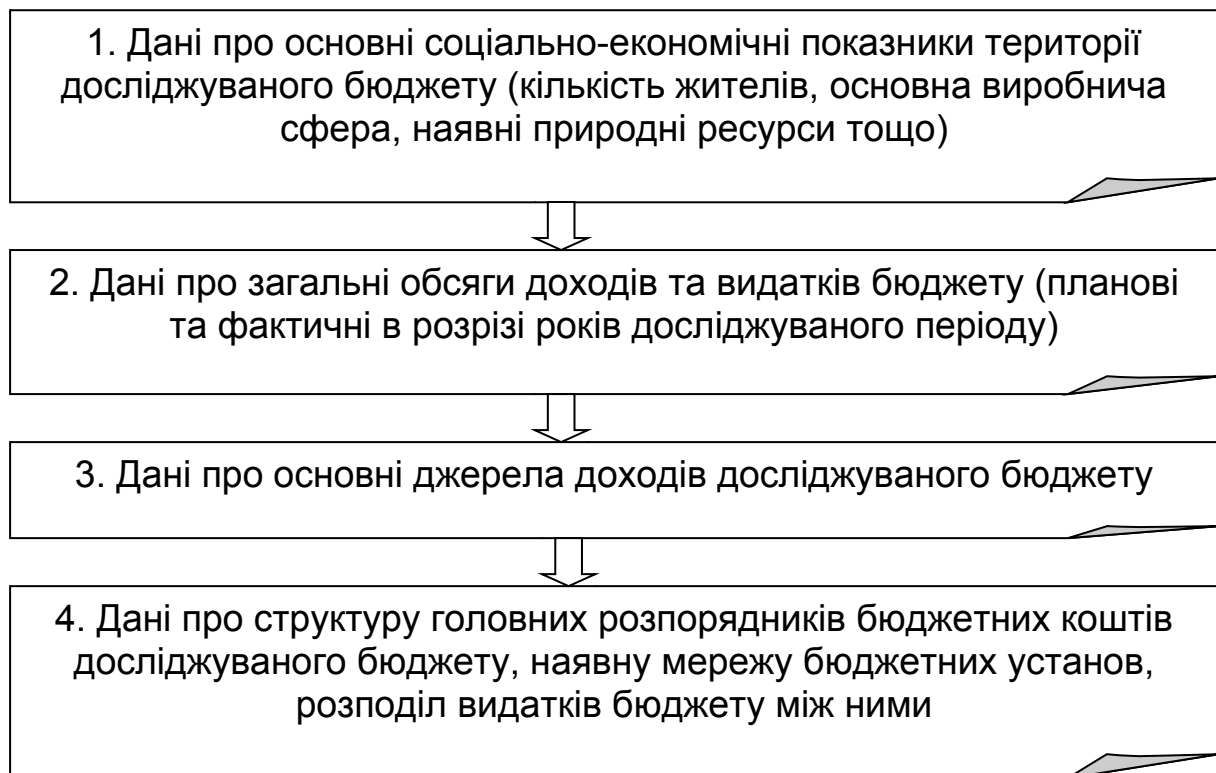 1. Дані про основні соціально-економічні показники території
досліджуваного бюджету (кількість жителів, основна виробнича
сфера, наявні природні ресурси тощо)
2. Дані про загальні обсяги доходів та видатків бюджету (планові
та фактичні в розрізі років досліджуваного періоду)
3. Дані про основні джерела доходів досліджуваного бюджету
4. Дані про структуру головних розпорядників бюджетних коштів
досліджуваного бюджету, наявну мережу бюджетних установ,
розподіл видатків бюджету між ними